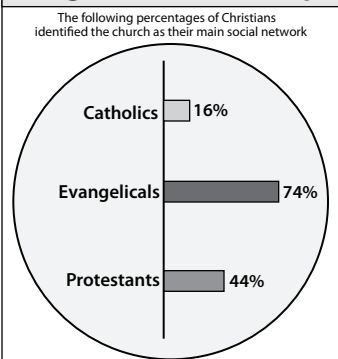 The following percentages of Christians
identified the church as their main social network
Catholics 16%
Evangelicals 74%
Protestants 44%